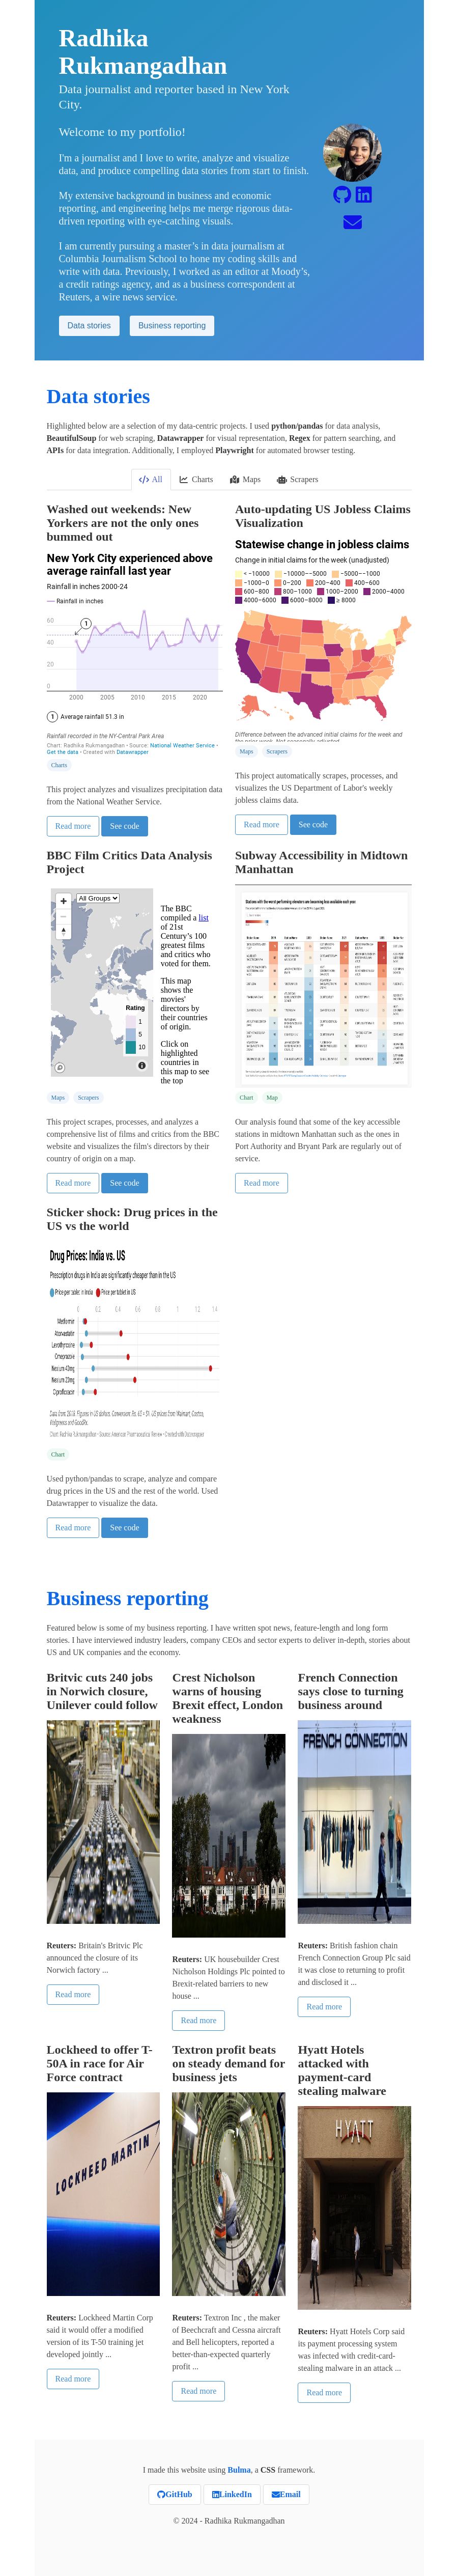 Radhika
Rukmangadhan
Data journalist and reporter based in New York
City.
Welcome to my portfolio!
I'm a journalist and I love to write, analyze and visualize
data, and produce compelling data stories from start to finish.
My extensive background in business and economic
reporting, and engineering helps me merge rigorous data-
driven reporting with eye-catching visuals.
I am currently pursuing a master’s in data journalism at
Columbia Journalism School to hone my coding skills and
write with data. Previously, I worked as an editor at Moody’s,
a credit ratings agency, and as a business correspondent at
Reuters, a wire news service.
Data stories
Business reporting
Data stories
Highlighted below are a selection of my data-centric projects. I used python/pandas for data analysis,
BeautifulSoup for web scraping, Datawrapper for visual representation, Regex for pattern searching, and
APIs for data integration. Additionally, I employed Playwright for automated browser testing.
All
Charts
Maps
Scrapers
Washed out weekends: New
Yorkers are not the only ones
bummed out
New York City experienced above
average rainfall last year
Rainfall in inches 2000-24
Rainfall in inches
60
1
40
20
0
2000 2005 2010 2015 2020
1 Average rainfall 51.3 in
Rainfall recorded in the NY-Central Park Area
Chart: Radhika Rukmangadhan • Source: National Weather Service •
Get the data • Created with Datawrapper
Charts
This project analyzes and visualizes precipitation data
from the National Weather Service.
Read more
See code
Auto-updating US Jobless Claims
Visualization
Statewise change in jobless claims
Change in initial claims for the week (unadjusted)
< −10000 −10000–−5000 −5000–−1000
−1000–0 0–200 200–400 400–600
600–800 800–1000 1000–2000 2000–4000
4000–6000 6000–8000 ≥ 8000
Difference between the advanced initial claims for the week and
Maps
Scrapers
This project automatically scrapes, processes, and
visualizes the US Department of Labor's weekly
jobless claims data.
Read more
See code
BBC Film Critics Data Analysis
Project
All Groups
Rating
1
5
10
The BBC
compiled a list
of 21st
Century’s 100
greatest films
and critics who
voted for them.
This map
shows the
movies'
directors by
their countries
of origin.
Click on
highlighted
countries in
this map to see
the top
Maps
Scrapers
This project scrapes, processes, and analyzes a
comprehensive list of films and critics from the BBC
website and visualizes the film's directors by their
country of origin on a map.
Read more
See code
Subway Accessibility in Midtown
Manhattan
Stations with the worst performing elevators are becoming less available each year
Chart
Map
Our analysis found that some of the key accessible
stations in midtown Manhattan such as the ones in
Port Authority and Bryant Park are regularly out of
service.
Read more
Sticker shock: Drug prices in the
US vs the world
Drug Prices: India vs. US
Prescription drugs in India are significantly cheaper than in the US
Price per tablet in India Price per tablet in US
0 0.2 0.4 0.6 0.8 1 1.2 1.4
Metformin
Atorvastatin
Levothyroxine
Omeprazole
Nexium 40mg
Nexium 20mg
Ciprofloxacin
Chart
Used python/pandas to scrape, analyze and compare
drug prices in the US and the rest of the world. Used
Datawrapper to visualize the data.
Read more
See code
Business reporting
Featured below is some of my business reporting. I have written spot news, feature-length and long form
stories. I have interviewed industry leaders, company CEOs and sector experts to deliver in-depth, stories about
US and UK companies and the economy.
Britvic cuts 240 jobs
in Norwich closure,
Unilever could follow
Reuters: Britain's Britvic Plc
announced the closure of its
Norwich factory ...
Read more
Crest Nicholson
warns of housing
Brexit effect, London
weakness
Reuters: UK housebuilder Crest
Nicholson Holdings Plc pointed to
Brexit-related barriers to new
house ...
Read more
French Connection
says close to turning
business around
FRENCH CONNECTION
Reuters: British fashion chain
French Connection Group Plc said
it was close to returning to profit
and disclosed it ...
Read more
Lockheed to offer T-
50A in race for Air
Force contract
LOCKHEED MARTIN
Reuters: Lockheed Martin Corp
said it would offer a modified
version of its T-50 training jet
developed jointly ...
Read more
Textron profit beats
on steady demand for
business jets
Reuters: Textron Inc , the maker
of Beechcraft and Cessna aircraft
and Bell helicopters, reported a
better-than-expected quarterly
profit ...
Read more
Hyatt Hotels
attacked with
payment-card
stealing malware
HYATT
Reuters: Hyatt Hotels Corp said
its payment processing system
was infected with credit-card-
stealing malware in an attack ...
Read more
I made this website using Bulma, a CSS framework.
GitHub
LinkedIn
Email
© 2024 - Radhika Rukmangadhan